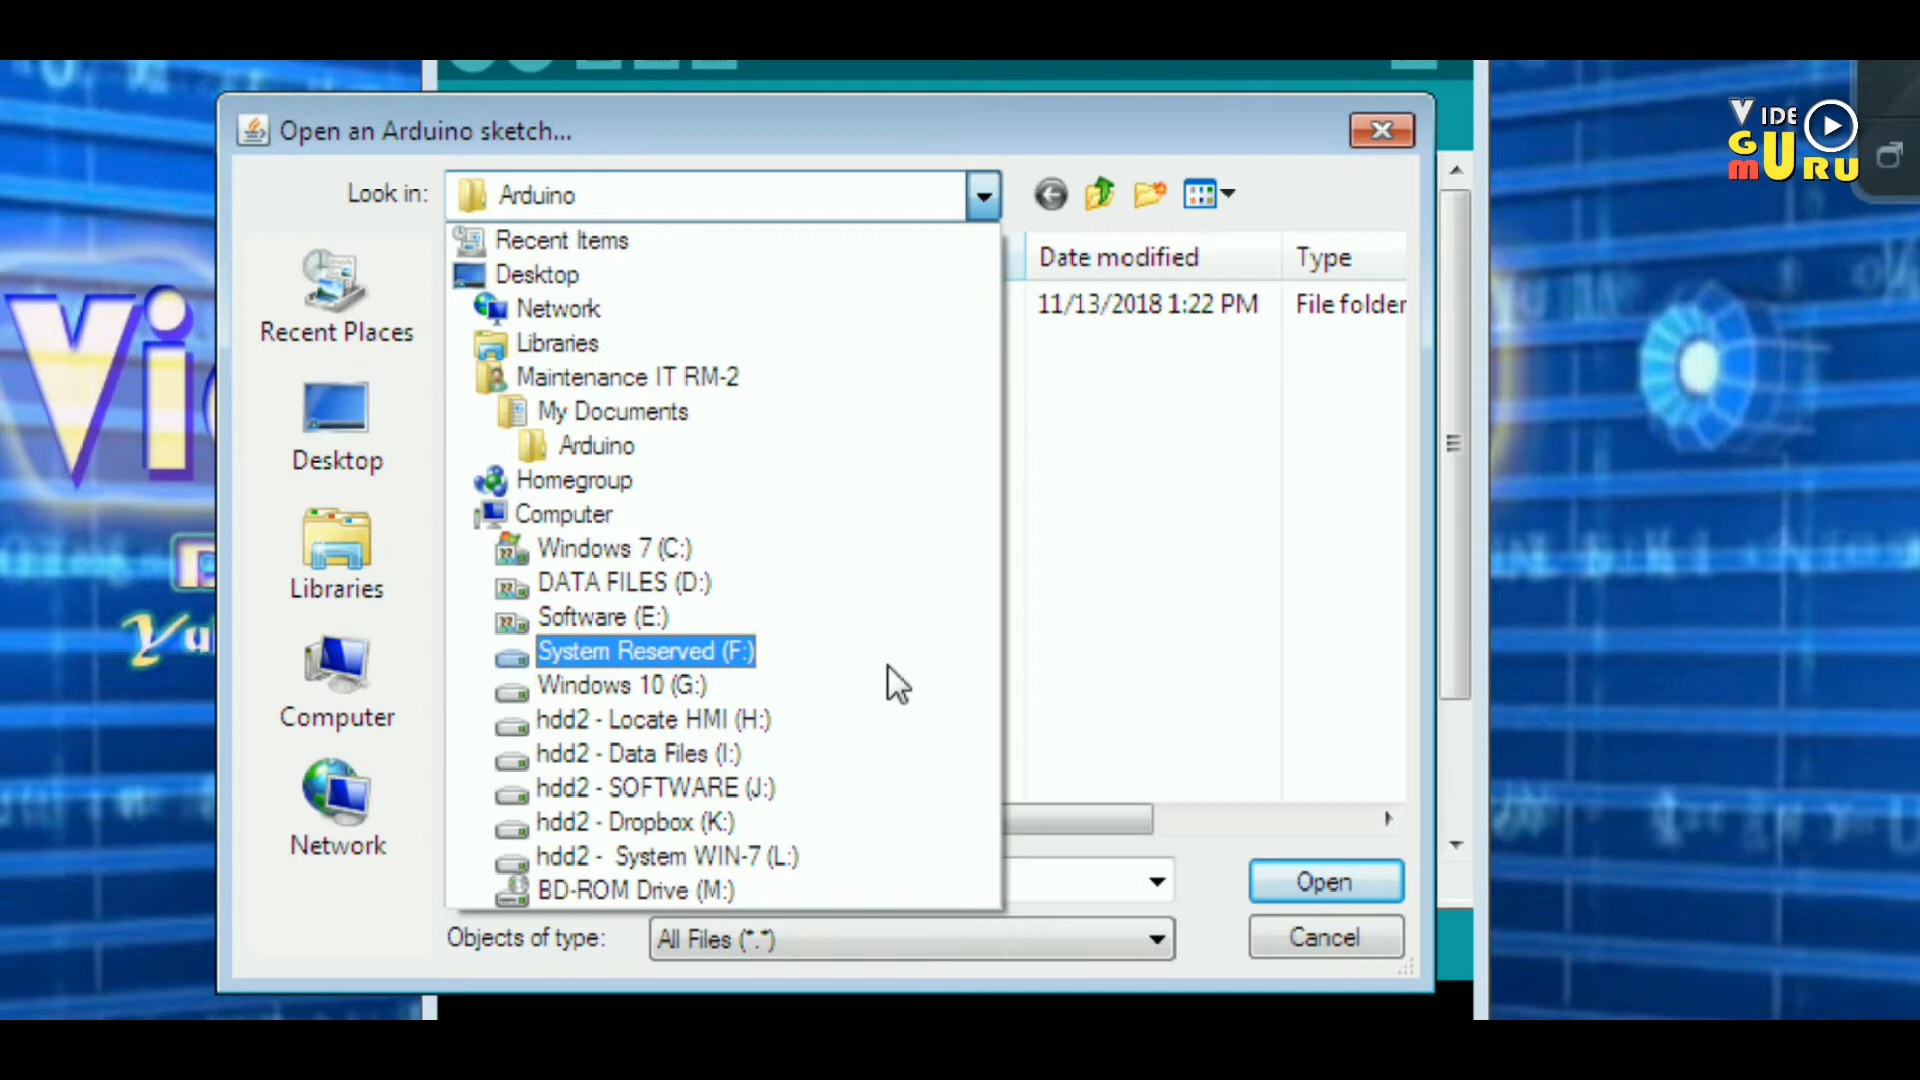 Open an Arduino sketch...
Look in:
Arduino
Recent Items
Desktop
Network
Libraries
Maintenance IT RM-2
My Documents
Arduino
Homegroup
Computer
Windows 7 (C:)
DATA FILES (D:)
Software (E:)
System Reserved (F:)
Windows 10 (G:)
hdd2 - Locate HMI (H:)
hdd2 - Data Files (I:)
hdd2 - SOFTWARE (J:)
hdd2 - Dropbox (K:)
hdd2 - System WIN-7 (L:)
BD-ROM Drive (M:)
Recent Places
Desktop
Libraries
Computer
Network
Date modified
Type
11/13/2018 1:22 PM
File folder
Objects of type:
All Files (*.*)
Open
Cancel
VIDE
GURU
m
Vi
Yu